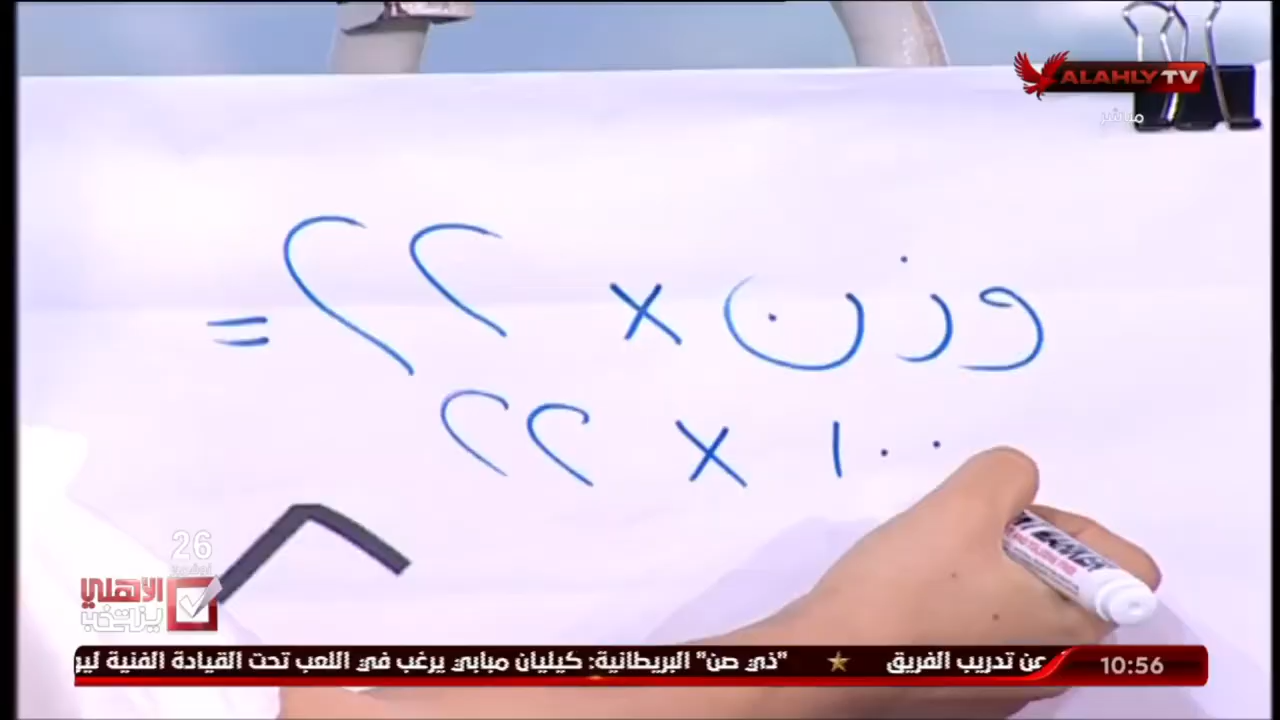 ALAHLY TV
مباشر
وزن × ٢٢ =
١٠٠ × ٢٢
26
نوفمبر
الأهلي
ينتخب
عن تدريب الفريق
"ذي صن" البريطانية: كيليان مبابي يرغب في اللعب تحت القيادة الفنية
10:56